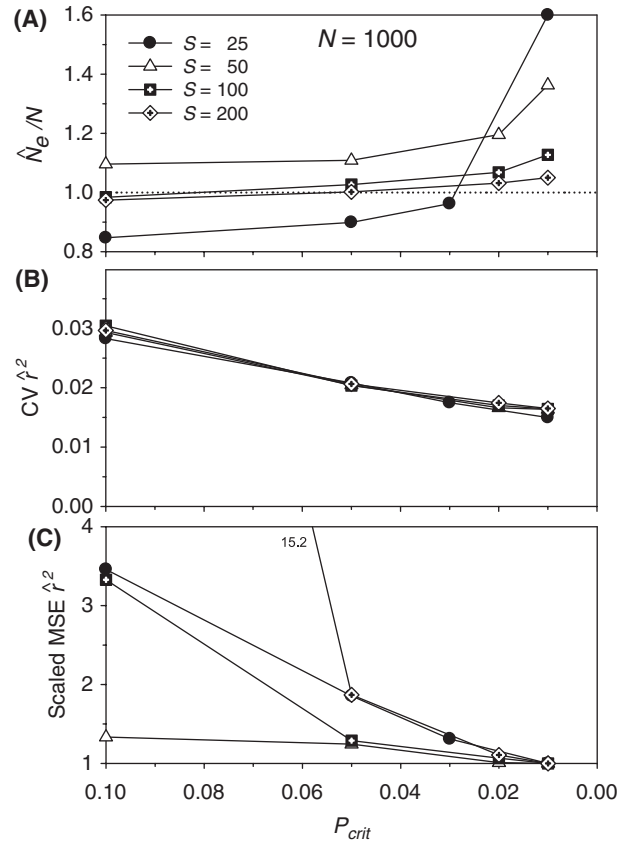 (A)
1.6
1.4
1.2
1.0
0.8
N̂e/N
S = 25
S = 50
S = 100
S = 200
N = 1000
(B)
0.03
0.02
0.01
0.00
CV r̂²
(C)
4
3
2
1
Scaled MSE r̂²
15.2
0.10 0.08 0.06 0.04 0.02 0.00
Pcrit